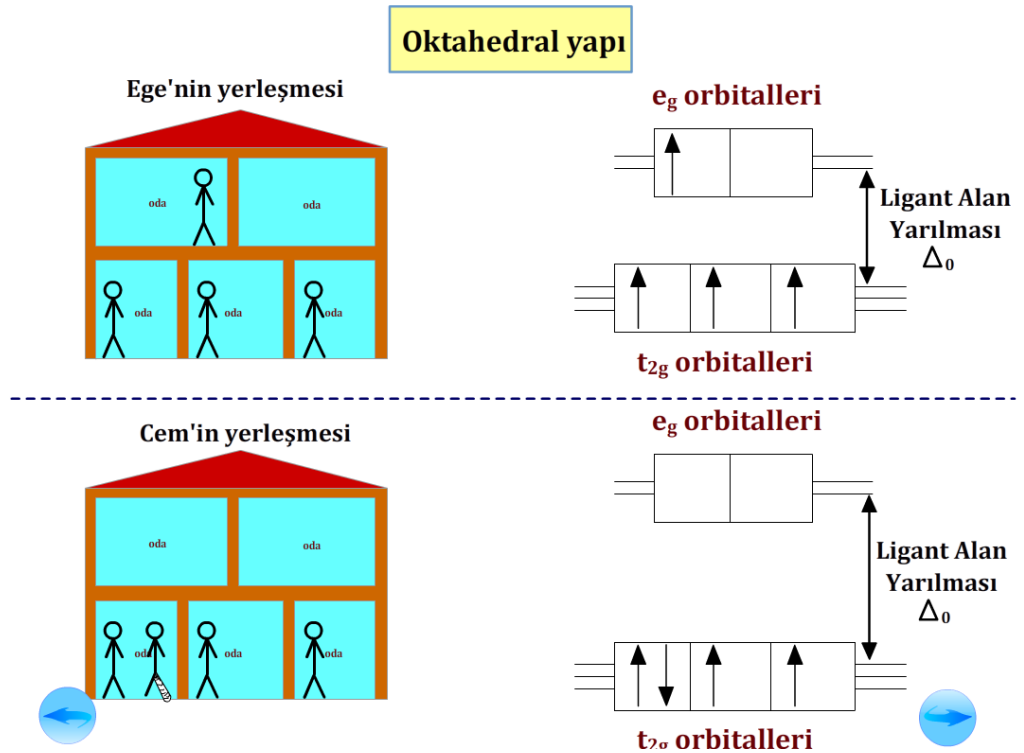 Oktahedral yapı
Ege'nin yerleşmesi
oda
oda
oda
oda
oda
eg orbitalleri
Ligant Alan
Yarılması
Δ0
t2g orbitalleri
Cem'in yerleşmesi
oda
oda
oda
oda
oda
eg orbitalleri
Ligant Alan
Yarılması
Δ0
t2g orbitalleri